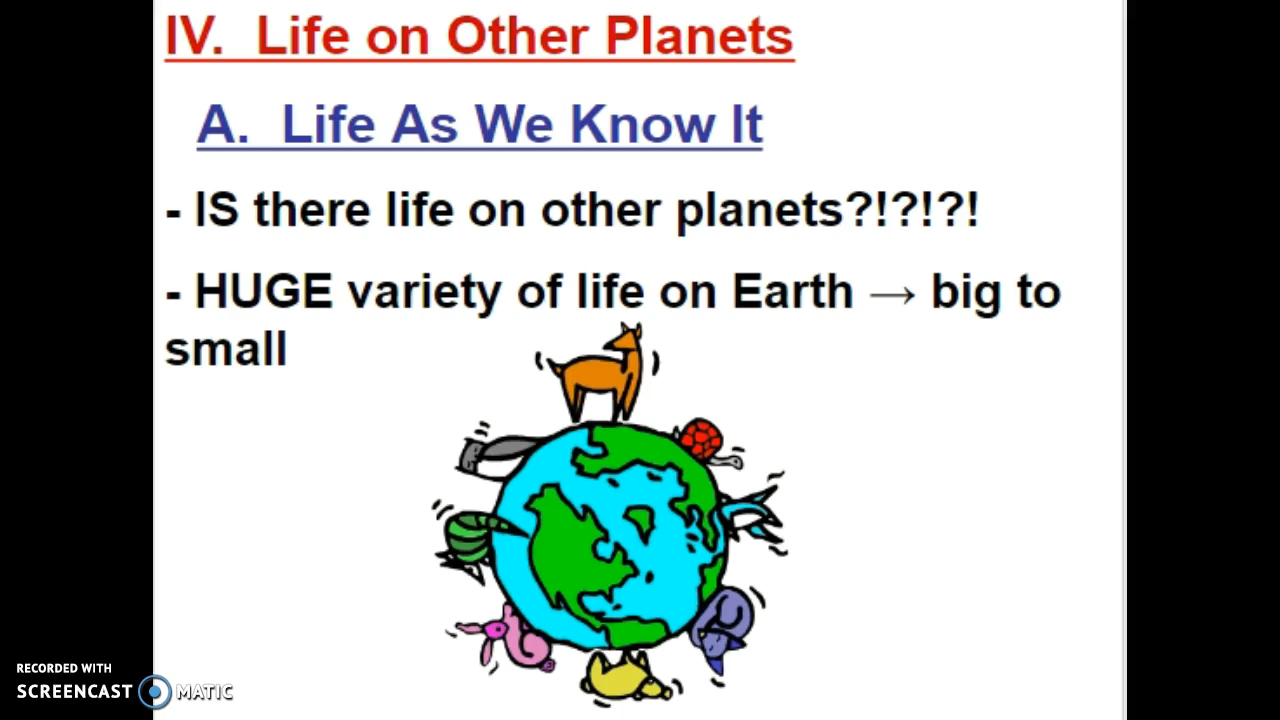 IV. Life on Other Planets
A. Life As We Know It
- IS there life on other planets?!?!?!
- HUGE variety of life on Earth → big to
small
RECORDED WITH
SCREENCAST MATIC